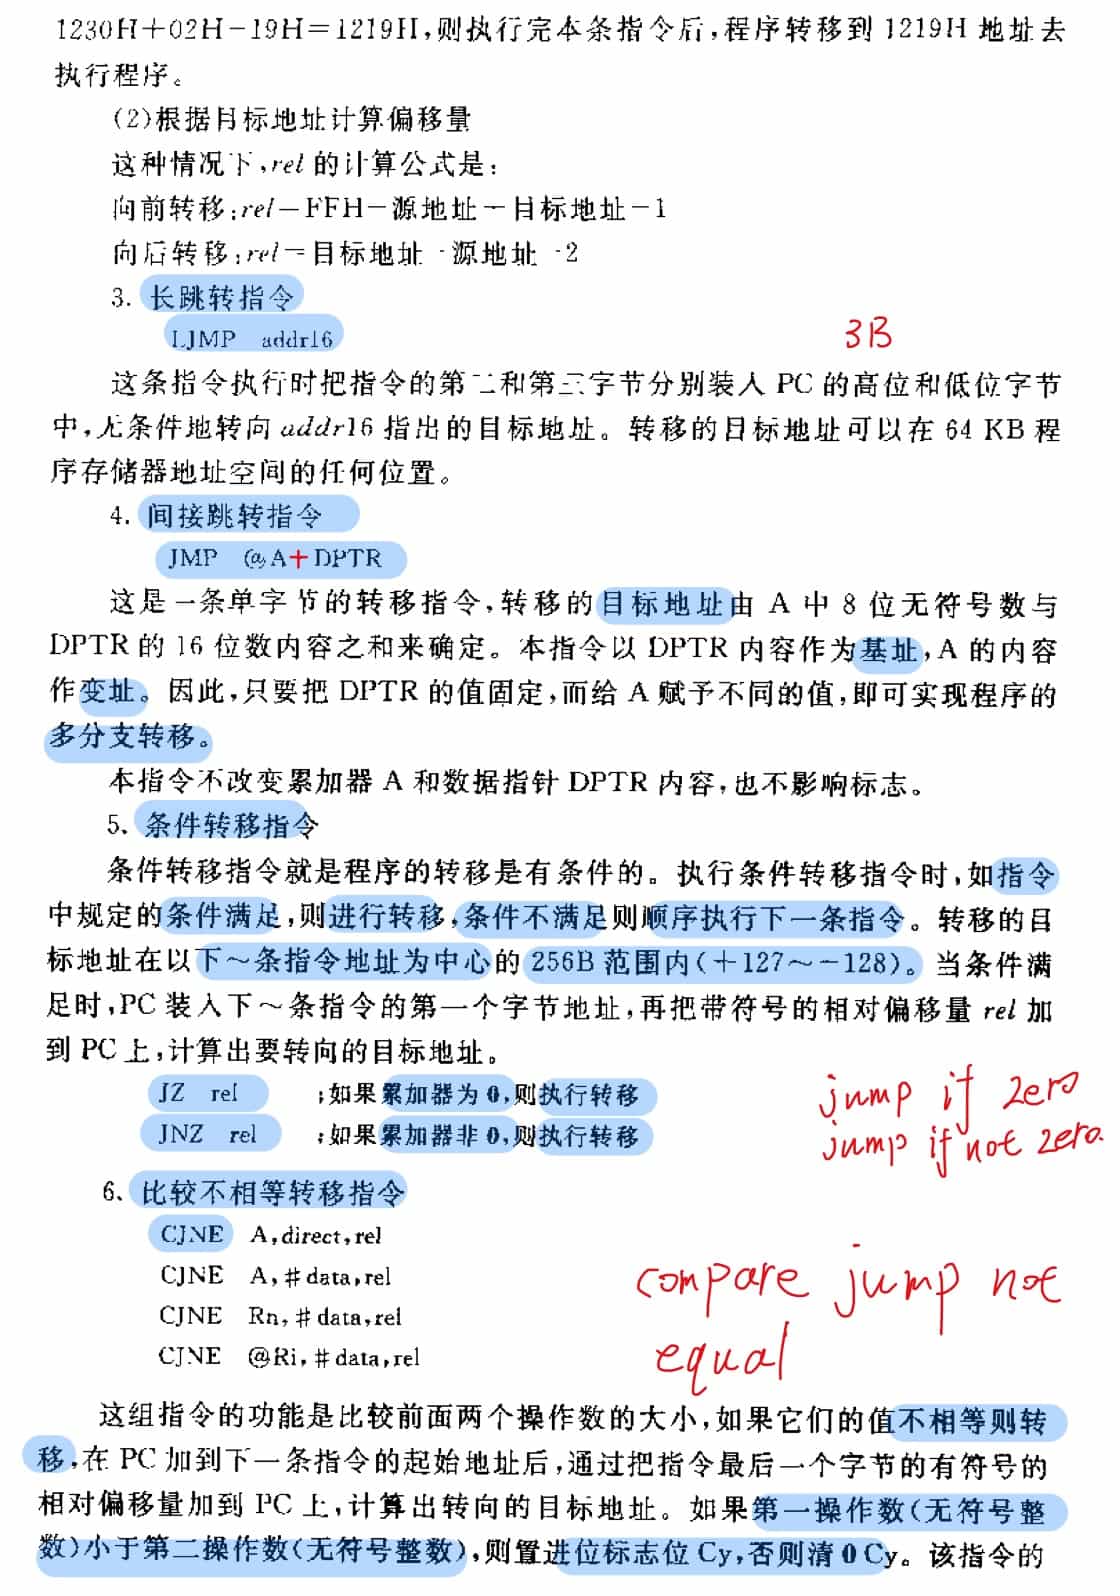 1230H+02H-19H=1219H,则执行完本条指令后,程序转移到 1219H 地址去
执行程序。
(2)根据目标地址计算偏移量
这种情况下,rel 的计算公式是:
向前转移:rel=FFH-源地址-目标地址-1
向后转移:rel=目标地址-源地址-2
3. 长跳转指令
LJMP addr16
3B
这条指令执行时把指令的第二和第三字节分别装入 PC 的高位和低位字节
中,无条件地转向 addr16 指出的目标地址。转移的目标地址可以在 64 KB 程
序存储器地址空间的任何位置。
4. 间接跳转指令
JMP @A+DPTR
这是一条单字节的转移指令,转移的目标地址由 A 中 8 位无符号数与
DPTR 的 16 位数内容之和来确定。本指令以 DPTR 内容作为基址,A 的内容
作变址。因此,只要把 DPTR 的值固定,而给 A 赋予不同的值,即可实现程序的
多分支转移。
本指令不改变累加器 A 和数据指针 DPTR 内容,也不影响标志。
5、条件转移指令
条件转移指令就是程序的转移是有条件的。执行条件转移指令时,如指令
中规定的条件满足,则进行转移,条件不满足则顺序执行下一条指令。转移的目
标地址在以下~条指令地址为中心的 256B 范围内(+127~-128)。当条件满
足时,PC 装入下~条指令的第一个字节地址,再把带符号的相对偏移量 rel 加
到 PC 上,计算出要转向的目标地址。
JZ rel ;如果累加器为 0,则执行转移
jump if zero
JNZ rel ;如果累加器非 0,则执行转移
jump if not zero.
6、比较不相等转移指令
CJNE A,direct,rel
CJNE A,#data,rel
CJNE Rn,#data,rel
CJNE @Ri,#data,rel
compare jump not
equal
这组指令的功能是比较前面两个操作数的大小,如果它们的值不相等则转
移,在 PC 加到下一条指令的起始地址后,通过把指令最后一个字节的有符号的
相对偏移量加到 PC 上,计算出转向的目标地址。如果第一操作数(无符号整
数)小于第二操作数(无符号整数),则置进位标志位 Cy,否则清 0 Cy。该指令的